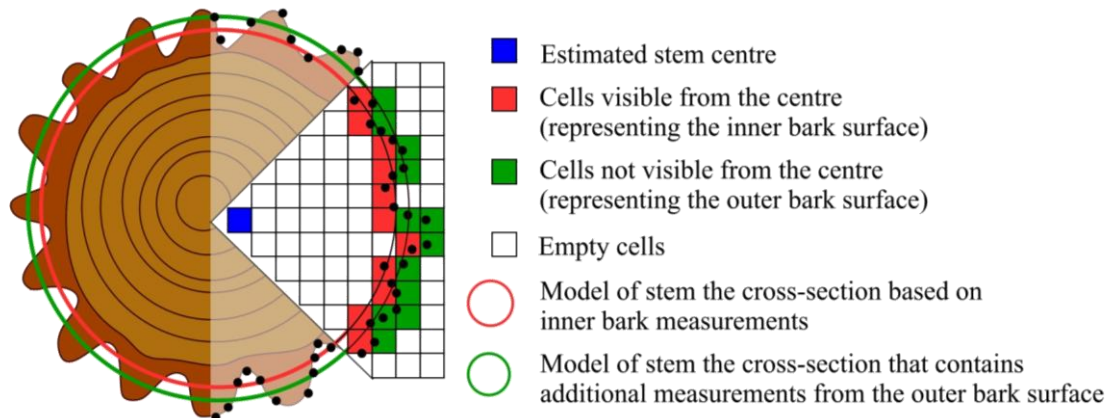 Estimated stem centre
Cells visible from the centre
(representing the inner bark surface)
Cells not visible from the centre
(representing the outer bark surface)
Empty cells
Model of stem the cross-section based on
inner bark measurements
Model of stem the cross-section that contains
additional measurements from the outer bark surface